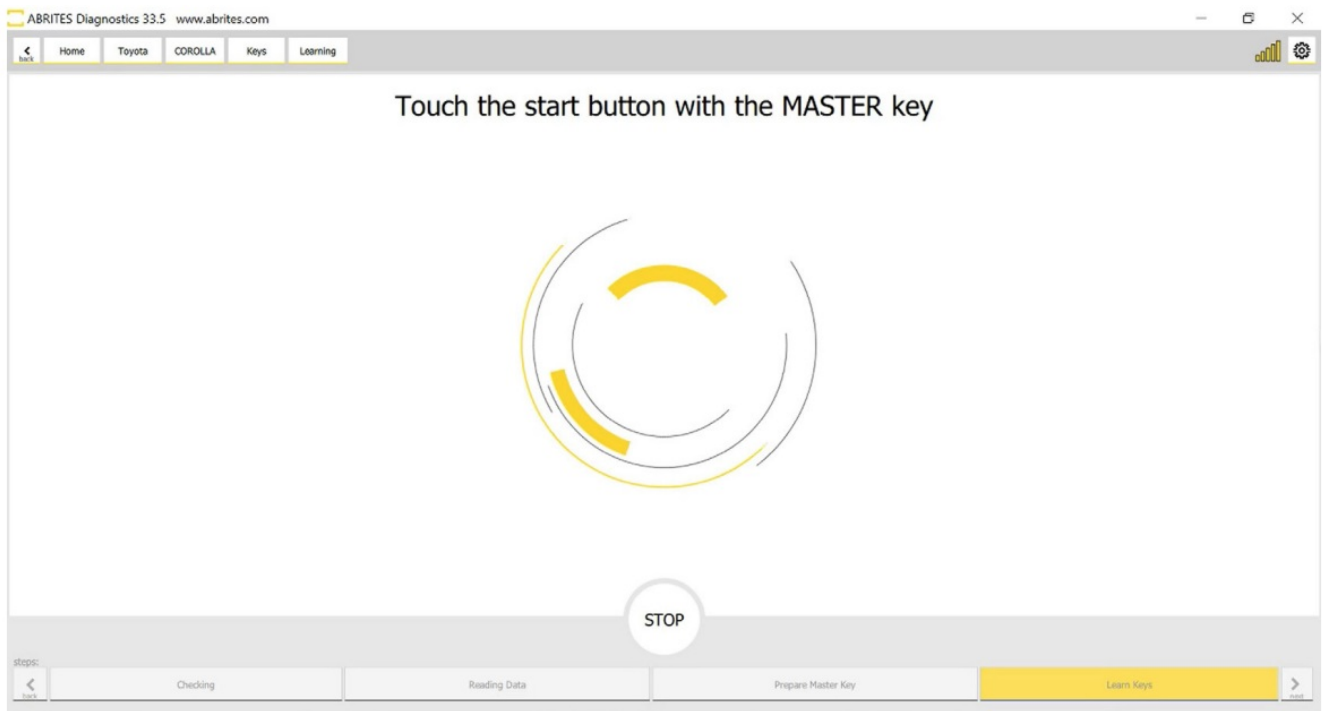 ABRITES Diagnostics 33.5 www.abrites.com
back Home Toyota COROLLA Keys Learning
Touch the start button with the MASTER key
STOP
steps:
back Checking Reading Data Prepare Master Key Learn Keys next